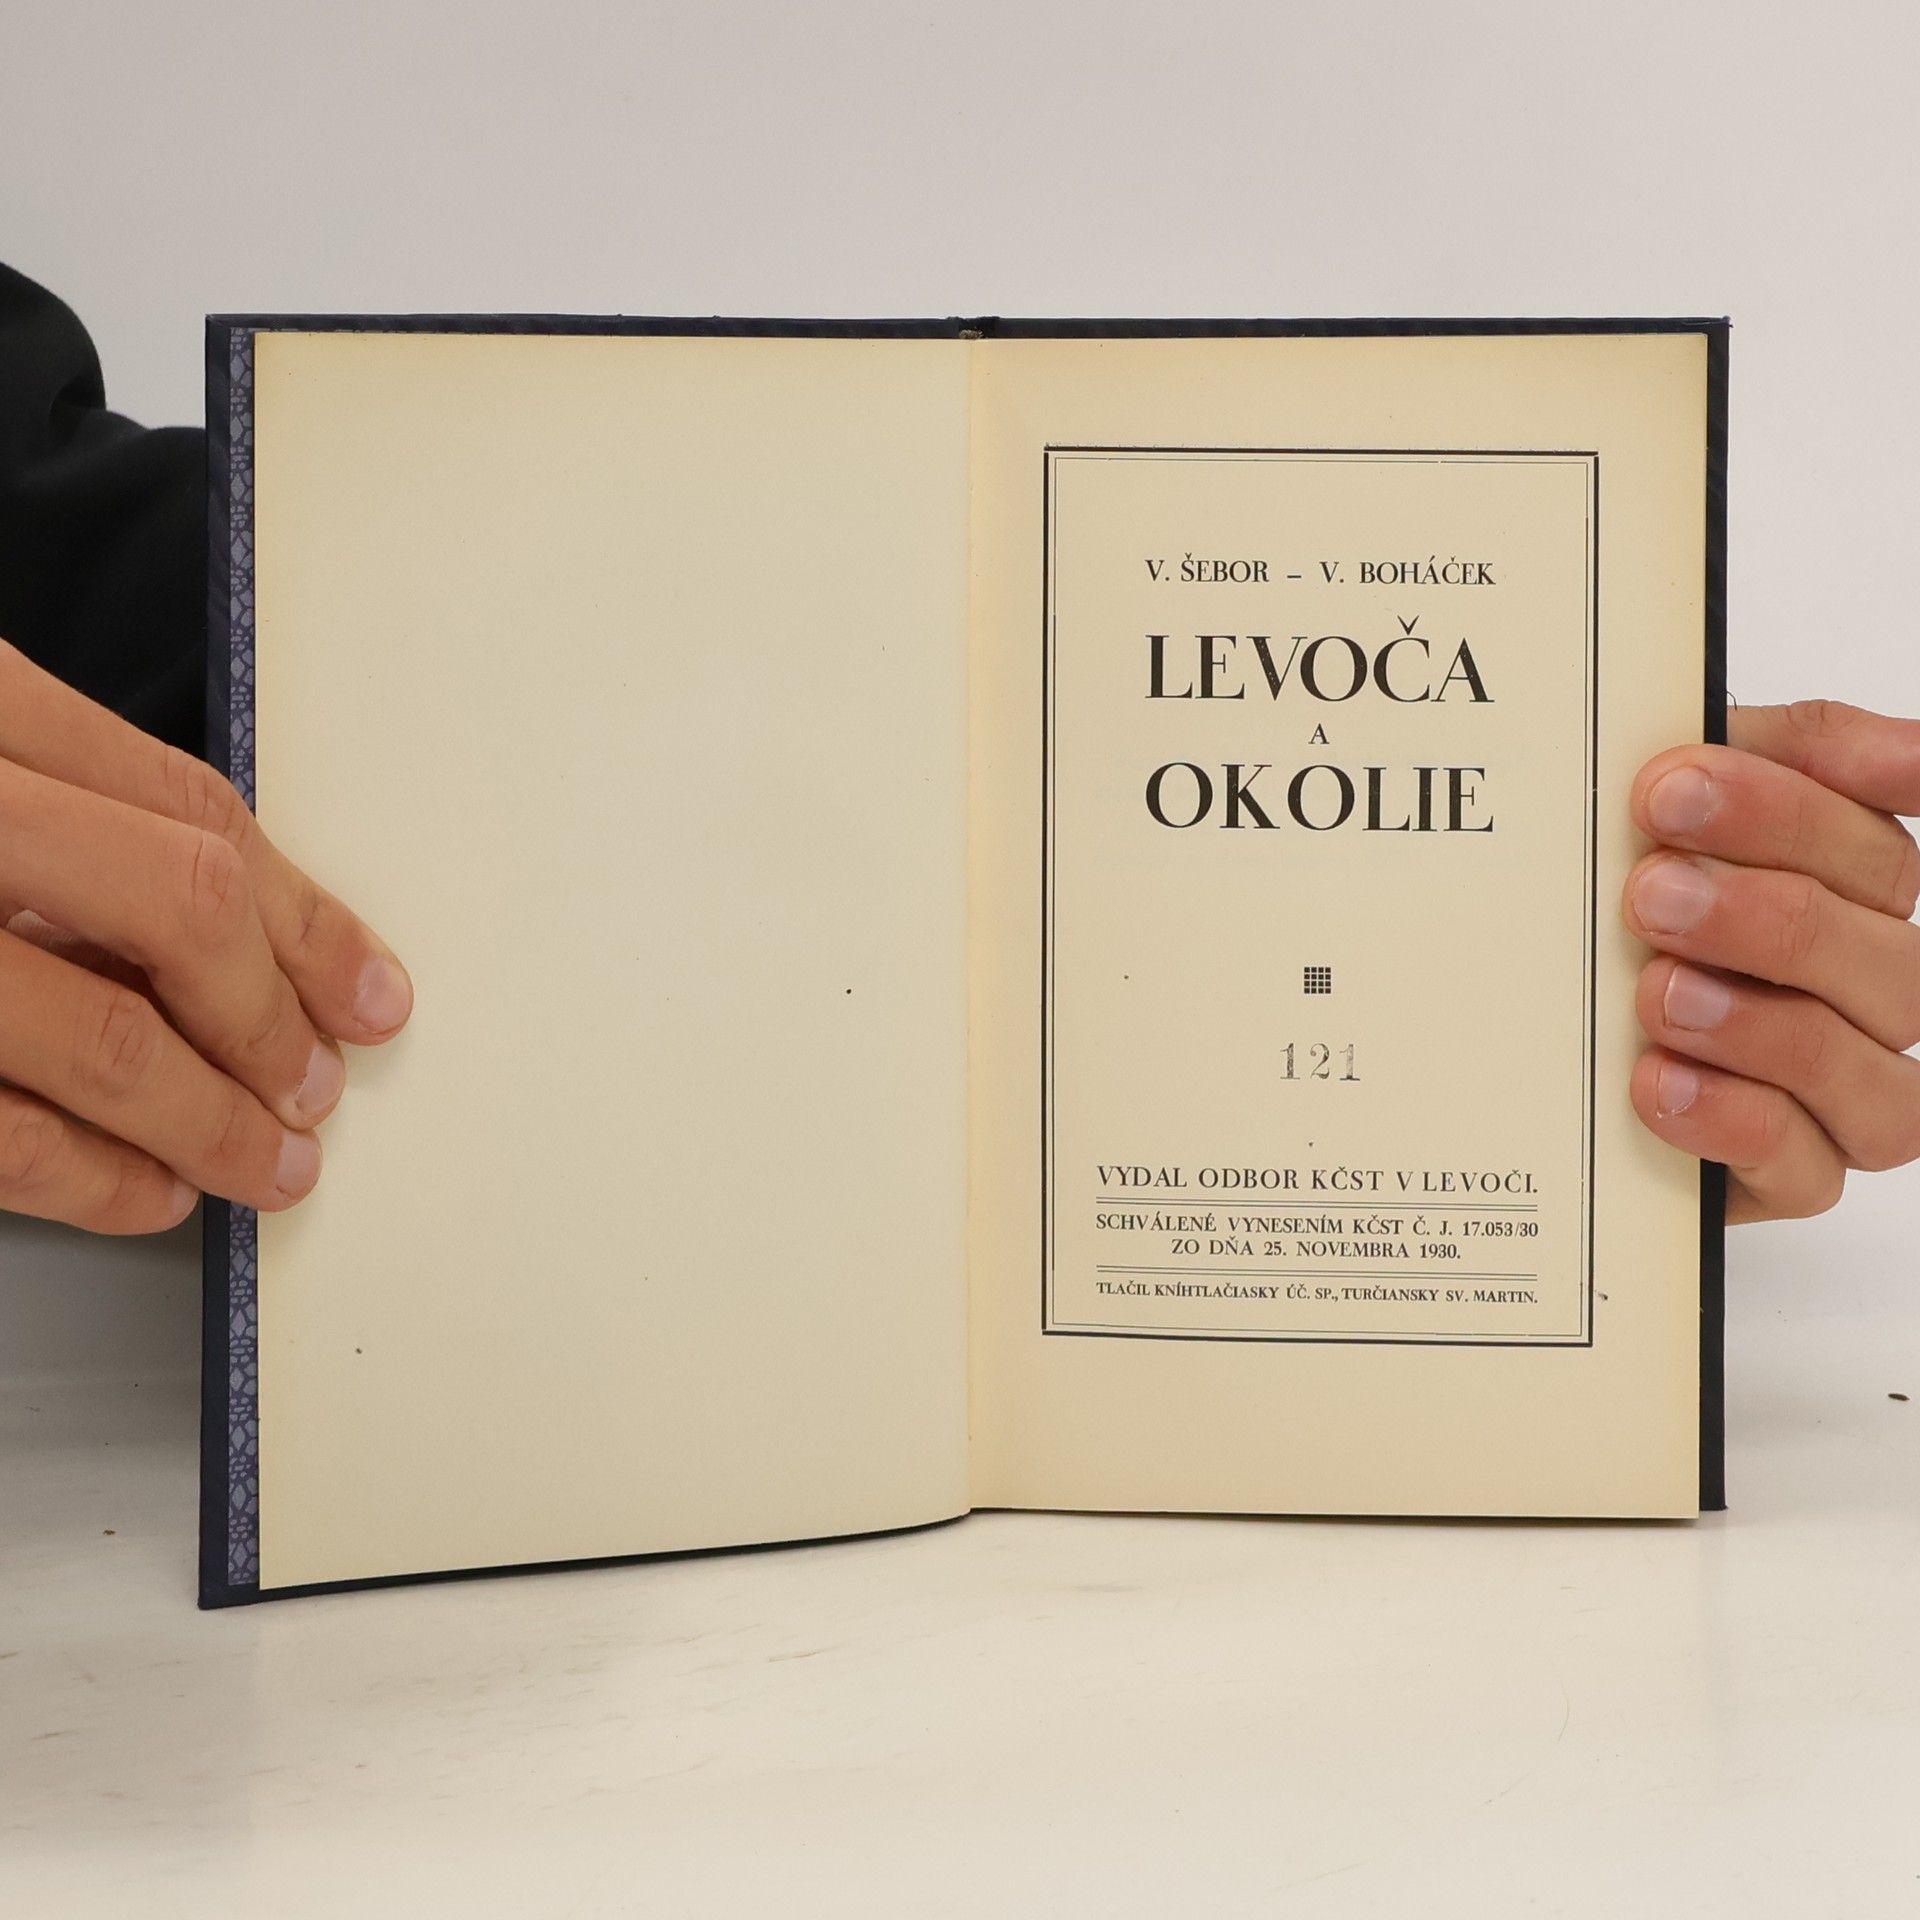 V. ŠEBOR – V. BOHÁČEK
LEVOČA
A
OKOLIE
121
VYDAL ODBOR KČST V LEVOČI.
SCHVÁLENÉ VYNESENÍM KČST Č. J. 17.053/30
ZO DŇA 25. NOVEMBRA 1930.
TLAČIL KNÍHTLAČIARSKY ÚČ. SP., TURČIANSKY SV. MARTIN.